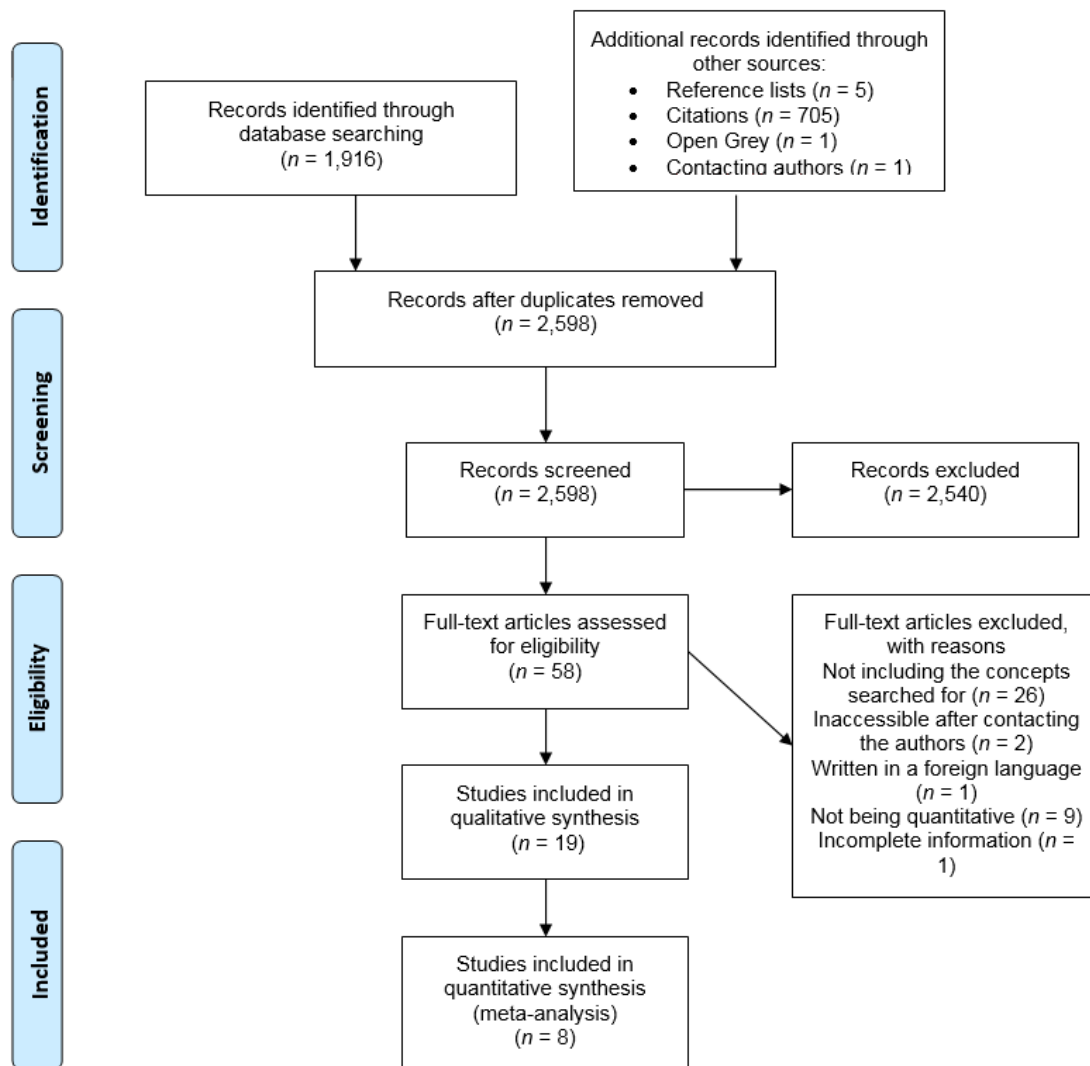 Identification
Records identified through
database searching
(n = 1,916)
Additional records identified through
other sources:
• Reference lists (n = 5)
• Citations (n = 705)
• Open Grey (n = 1)
• Contacting authors (n = 1)
Records after duplicates removed
(n = 2,598)
Screening
Records screened
(n = 2,598)
Records excluded
(n = 2,540)
Eligibility
Full-text articles assessed
for eligibility
(n = 58)
Full-text articles excluded,
with reasons
Not including the concepts
searched for (n = 26)
Inaccessible after contacting
the authors (n = 2)
Written in a foreign language
(n = 1)
Not being quantitative (n = 9)
Incomplete information (n =
1)
Studies included in
qualitative synthesis
(n = 19)
Included
Studies included in
quantitative synthesis
(meta-analysis)
(n = 8)